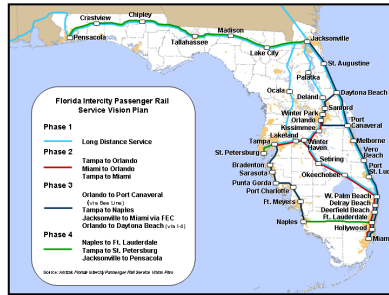 Crestview
Chipley
Madison
Jacksonville
Pensacola
Tallahassee
Lake City
St. Augustine
Palatka
Daytona Beach
Ocala
Deland
Sanford
Winter Park
Orlando
Port
Canaveral
Kissimmee
Lakeland
Tampa
Winter
Haven
Melborne
St. Petersburg
Vero
Beach
Bradenton
Sebring
Port
St. Luc
Sarasota
Okeechobee
Punta Gorda
Port Charlotte
W. Palm Beach
Delray Beach
Ft. Myers
Deerfield Beach
Ft. Lauderdale
Naples
Hollywood
Miami
Florida Intercity Passenger Rail
Service Vision Plan
Phase 1
Long Distance Service
Phase 2
Tampa to Orlando
Miami to Orlando
Tampa to Miami
Phase 3
Orlando to Port Canaveral
(via Bee Line)
Tampa to Naples
Jacksonville to Miami via FEC
Orlando to Daytona Beach (via I-4)
Phase 4
Naples to Ft. Lauderdale
Tampa to St. Petersburg
Jacksonville to Pensacola
Source: Amtrak Florida Intercity Passenger Rail Service Vision Plan